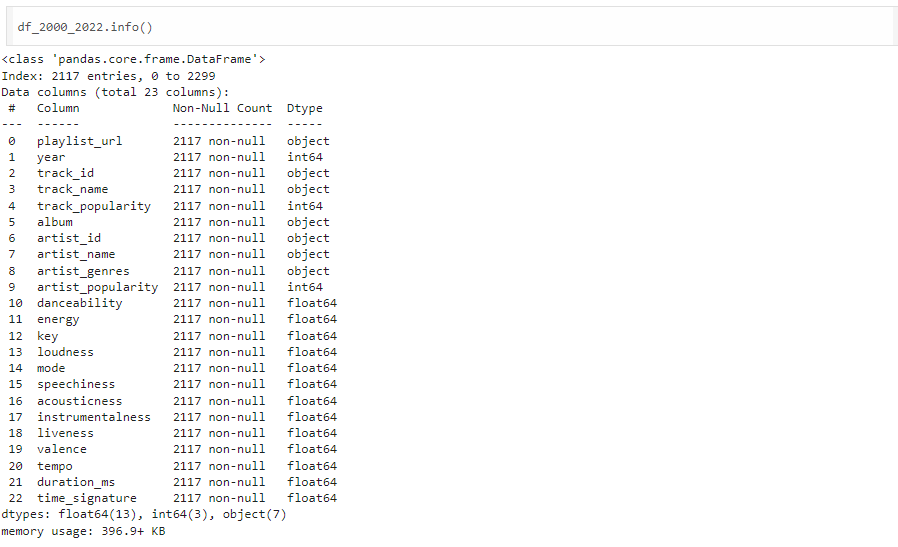 df_2000_2022.info()
<class 'pandas.core.frame.DataFrame'>
Index: 2117 entries, 0 to 2299
Data columns (total 23 columns):
 #   Column             Non-Null Count  Dtype
---  ------             --------------  -----
 0   playlist_url       2117 non-null   object
 1   year               2117 non-null   int64
 2   track_id           2117 non-null   object
 3   track_name         2117 non-null   object
 4   track_popularity   2117 non-null   int64
 5   album              2117 non-null   object
 6   artist_id          2117 non-null   object
 7   artist_name        2117 non-null   object
 8   artist_genres      2117 non-null   object
 9   artist_popularity  2117 non-null   int64
 10  danceability       2117 non-null   float64
 11  energy             2117 non-null   float64
 12  key                2117 non-null   float64
 13  loudness           2117 non-null   float64
 14  mode               2117 non-null   float64
 15  speechiness        2117 non-null   float64
 16  acousticness       2117 non-null   float64
 17  instrumentalness   2117 non-null   float64
 18  liveness           2117 non-null   float64
 19  valence            2117 non-null   float64
 20  tempo              2117 non-null   float64
 21  duration_ms        2117 non-null   float64
 22  time_signature     2117 non-null   float64
dtypes: float64(13), int64(3), object(7)
memory usage: 396.9+ KB